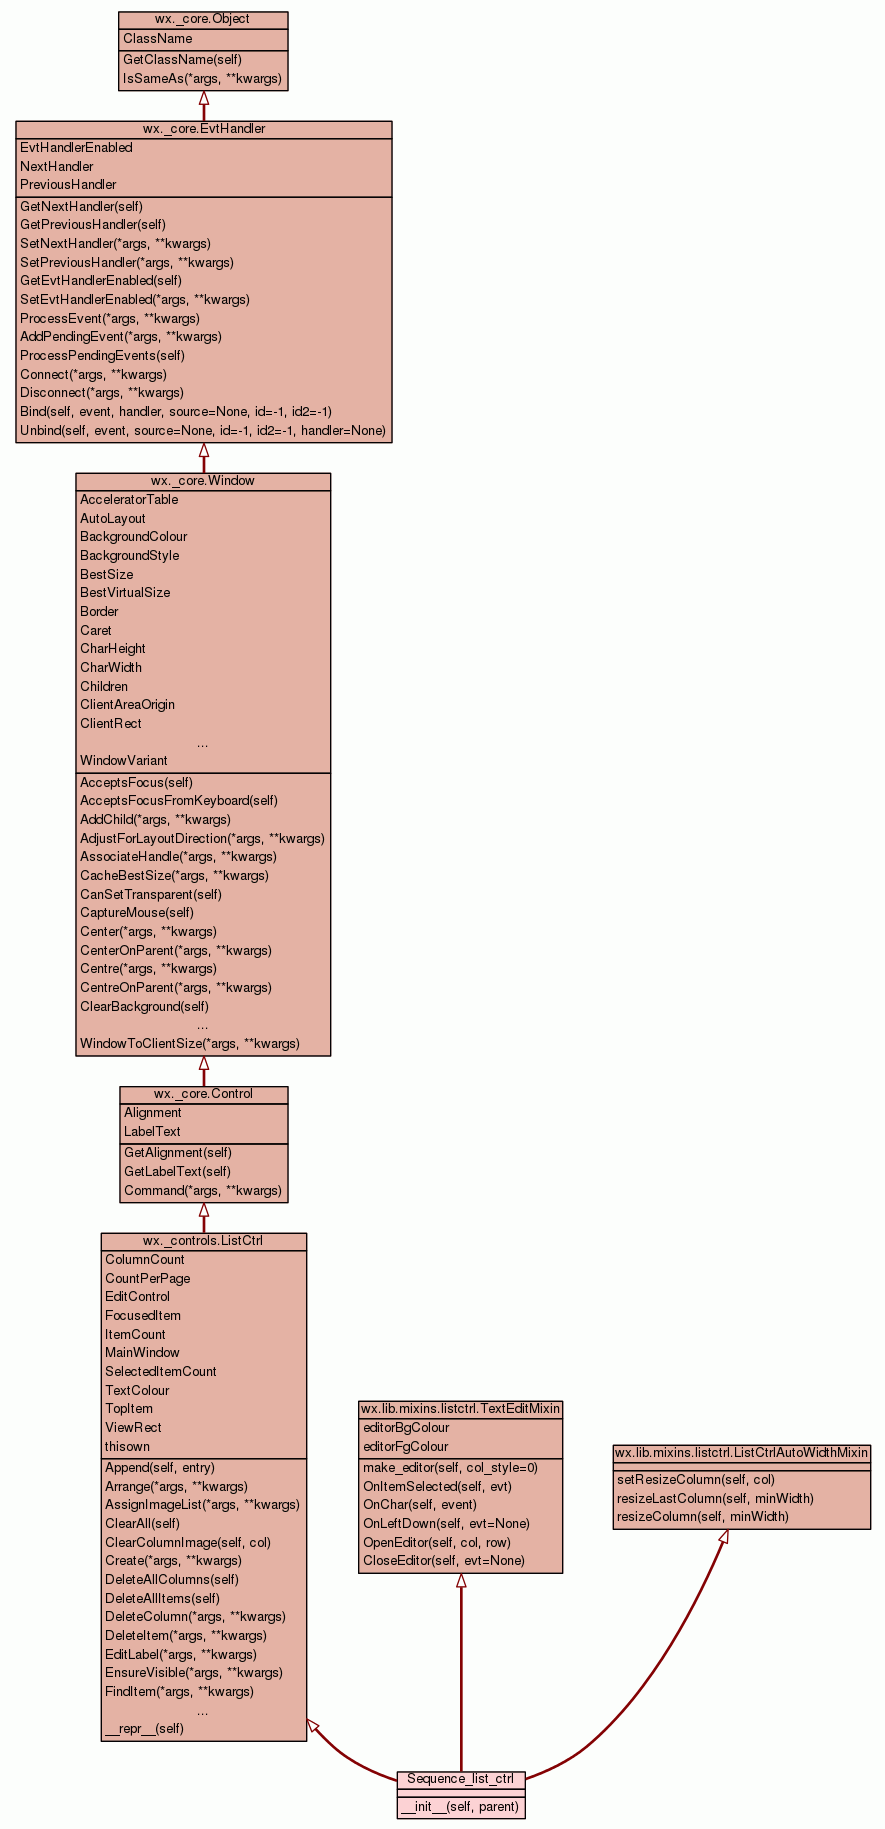 wx._core.Object
ClassName
GetClassName(self)
IsSameAs(*args, **kwargs)
wx._core.EvtHandler
EvtHandlerEnabled
NextHandler
PreviousHandler
GetNextHandler(self)
GetPreviousHandler(self)
SetNextHandler(*args, **kwargs)
SetPreviousHandler(*args, **kwargs)
GetEvtHandlerEnabled(self)
SetEvtHandlerEnabled(*args, **kwargs)
ProcessEvent(*args, **kwargs)
AddPendingEvent(*args, **kwargs)
ProcessPendingEvents(self)
Connect(*args, **kwargs)
Disconnect(*args, **kwargs)
Bind(self, event, handler, source=None, id=-1, id2=-1)
Unbind(self, event, source=None, id=-1, id2=-1, handler=None)
wx._core.Window
AcceleratorTable
AutoLayout
BackgroundColour
BackgroundStyle
BestSize
BestVirtualSize
Border
Caret
CharHeight
CharWidth
Children
ClientAreaOrigin
ClientRect
...
WindowVariant
AcceptsFocus(self)
AcceptsFocusFromKeyboard(self)
AddChild(*args, **kwargs)
AdjustForLayoutDirection(*args, **kwargs)
AssociateHandle(*args, **kwargs)
CacheBestSize(*args, **kwargs)
CanSetTransparent(self)
CaptureMouse(self)
Center(*args, **kwargs)
CenterOnParent(*args, **kwargs)
Centre(*args, **kwargs)
CentreOnParent(*args, **kwargs)
ClearBackground(self)
...
WindowToClientSize(*args, **kwargs)
wx._core.Control
Alignment
LabelText
GetAlignment(self)
GetLabelText(self)
Command(*args, **kwargs)
wx._controls.ListCtrl
ColumnCount
CountPerPage
EditControl
FocusedItem
ItemCount
MainWindow
SelectedItemCount
TextColour
TopItem
ViewRect
thisown
Append(self, entry)
Arrange(*args, **kwargs)
AssignImageList(*args, **kwargs)
ClearAll(self)
ClearColumnImage(self, col)
Create(*args, **kwargs)
DeleteAllColumns(self)
DeleteAllItems(self)
DeleteColumn(*args, **kwargs)
DeleteItem(*args, **kwargs)
EditLabel(*args, **kwargs)
EnsureVisible(*args, **kwargs)
FindItem(*args, **kwargs)
...
__repr__(self)
wx.lib.mixins.listctrl.TextEditMixin
editorBgColour
editorFgColour
make_editor(self, col_style=0)
OnItemSelected(self, evt)
OnChar(self, event)
OnLeftDown(self, evt=None)
OpenEditor(self, col, row)
CloseEditor(self, evt=None)
wx.lib.mixins.listctrl.ListCtrlAutoWidthMixin
setResizeColumn(self, col)
resizeLastColumn(self, minWidth)
resizeColumn(self, minWidth)
Sequence_list_ctrl
__init__(self, parent)